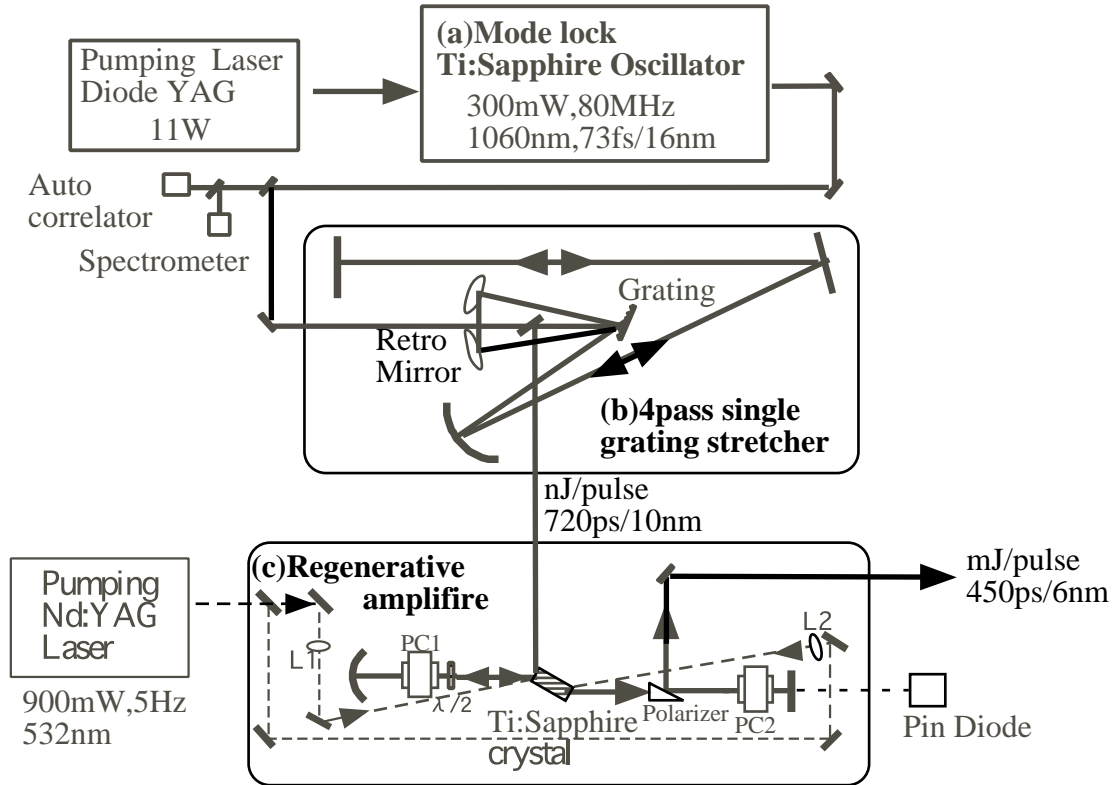 Pumping Laser
Diode YAG
11W
(a)Mode lock
Ti:Sapphire Oscillator
300mW,80MHz
1060nm,73fs/16nm
Auto
correlator
Spectrometer
Grating
Retro
Mirror
(b)4pass single
grating stretcher
nJ/pulse
720ps/10nm
(c)Regenerative
amplifire
mJ/pulse
450ps/6nm
Pumping
Nd:YAG
Laser
900mW,5Hz
532nm
L1
PC1
λ/2
L2
Ti:Sapphire
crystal
Polarizer
PC2
Pin Diode